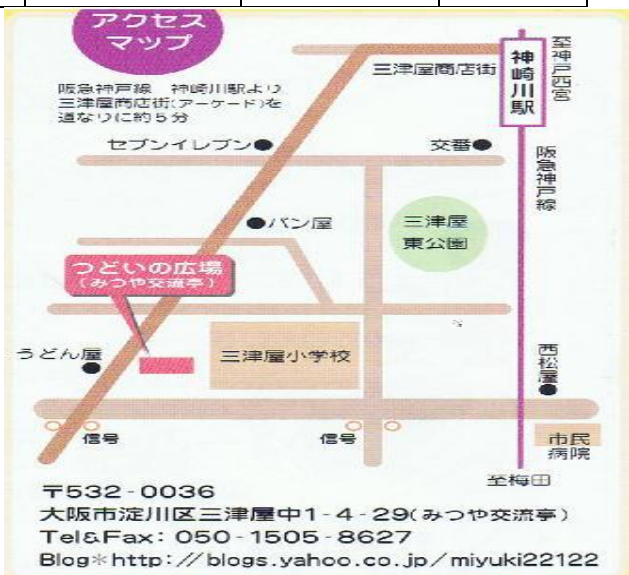 アクセス
マップ
阪急神戸線 神崎川駅より
三津屋商店街(アーケード)を
道なりに約5分
三津屋商店街
神崎川駅
至神戸西宮
阪急神戸線
セブンイレブン●
交番●
●パン屋
三津屋
東公園
つどいの広場
(みつや交流亭)
うどん屋
三津屋小学校
西松屋
信号
信号
市民
病院
至梅田
〒532-0036
大阪市淀川区三津屋中1-4-29(みつや交流亭)
Tel&Fax: 050-1505-8627
Blog*http://blogs.yahoo.co.jp/miyuki22122